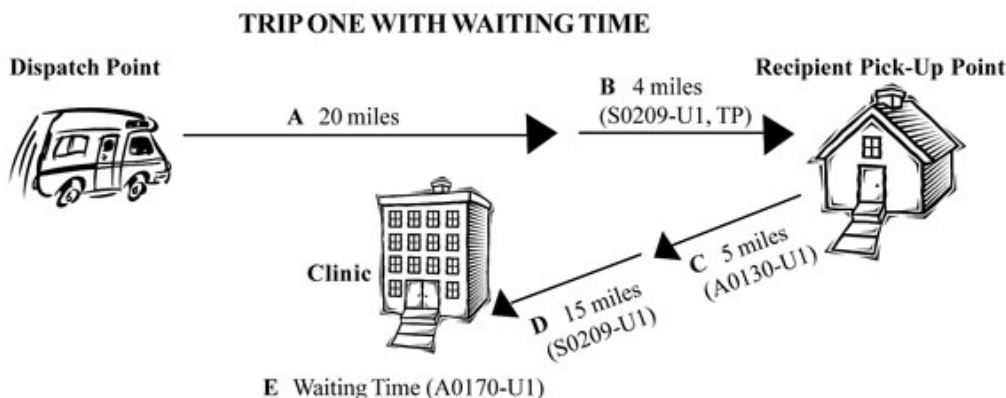 TRIP ONE WITH WAITING TIME
Dispatch Point
Recipient Pick-Up Point
A 20 miles
B 4 miles
(S0209-U1, TP)
C 5 miles
(A0130-U1)
Clinic
D 15 miles
(S0209-U1)
E Waiting Time (A0170-U1)